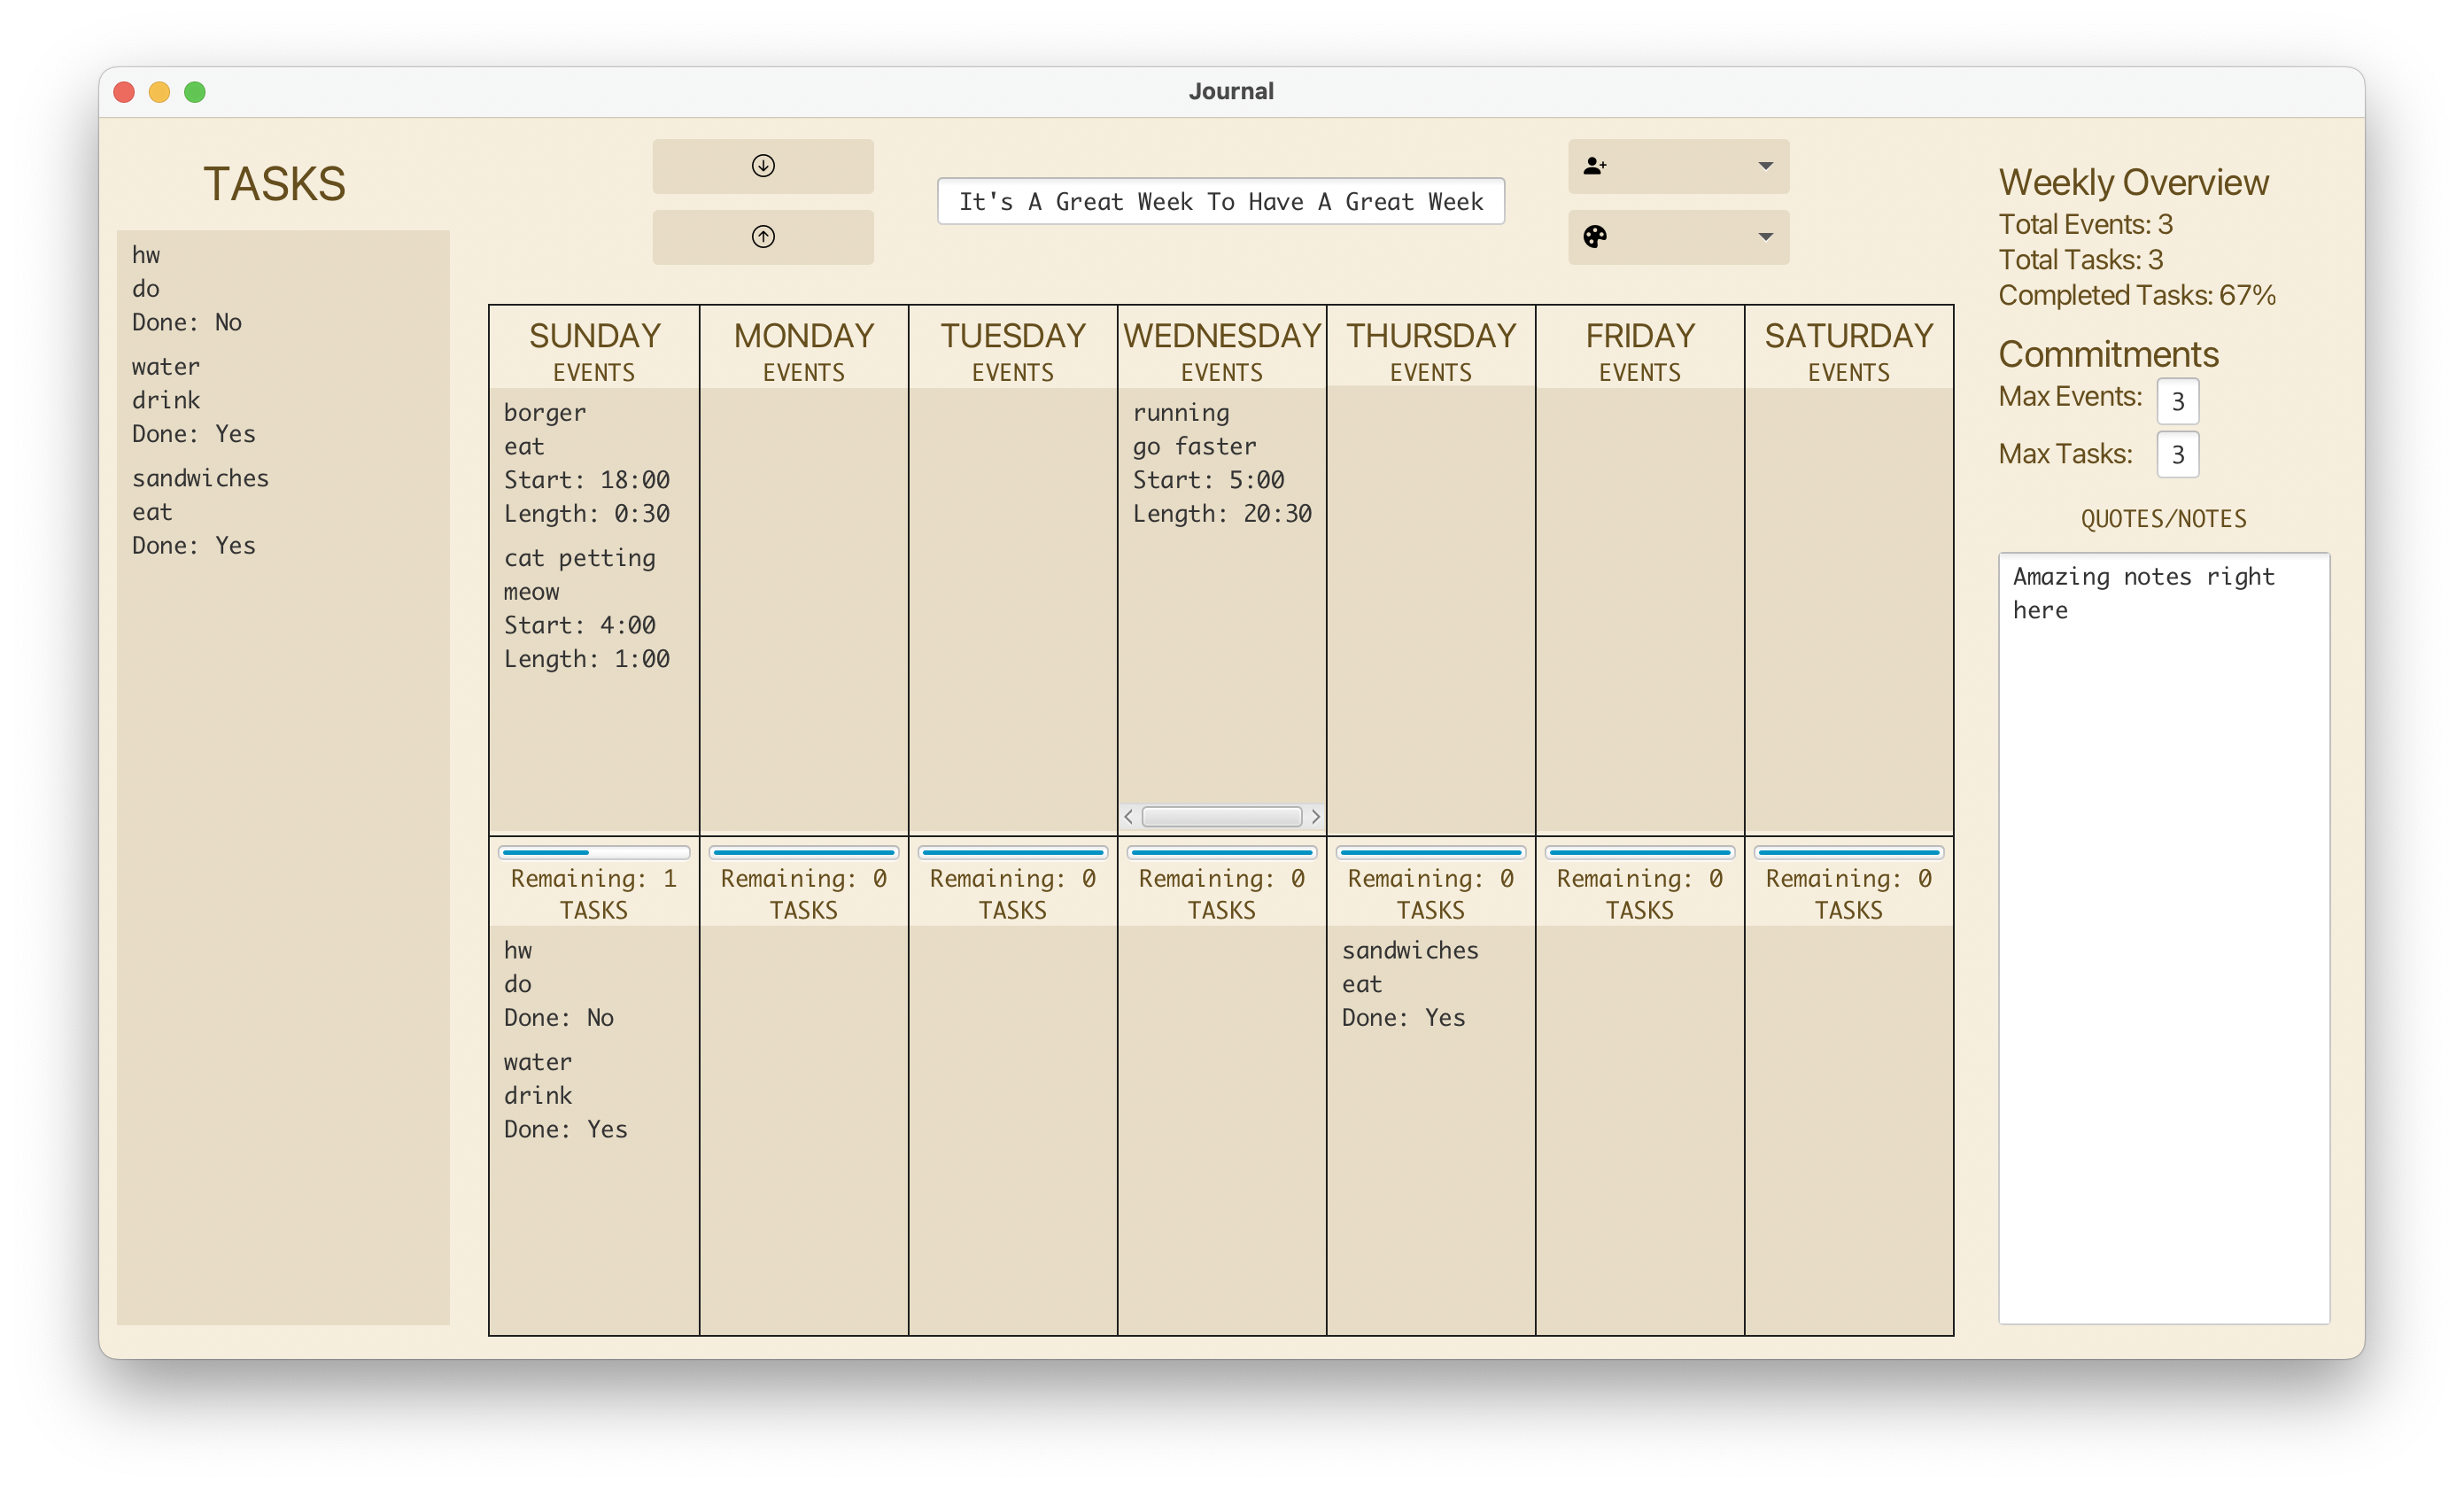 Journal
TASKS
hw
do
Done: No
water
drink
Done: Yes
sandwiches
eat
Done: Yes
It's A Great Week To Have A Great Week
SUNDAY
EVENTS
borger
eat
Start: 18:00
Length: 0:30
cat petting
meow
Start: 4:00
Length: 1:00
Remaining: 1
TASKS
hw
do
Done: No
water
drink
Done: Yes
MONDAY
EVENTS
Remaining: 0
TASKS
TUESDAY
EVENTS
Remaining: 0
TASKS
WEDNESDAY
EVENTS
running
go faster
Start: 5:00
Length: 20:30
Remaining: 0
TASKS
THURSDAY
EVENTS
Remaining: 0
TASKS
sandwiches
eat
Done: Yes
FRIDAY
EVENTS
Remaining: 0
TASKS
SATURDAY
EVENTS
Remaining: 0
TASKS
Weekly Overview
Total Events: 3
Total Tasks: 3
Completed Tasks: 67%
Commitments
Max Events: 3
Max Tasks: 3
QUOTES/NOTES
Amazing notes right
here